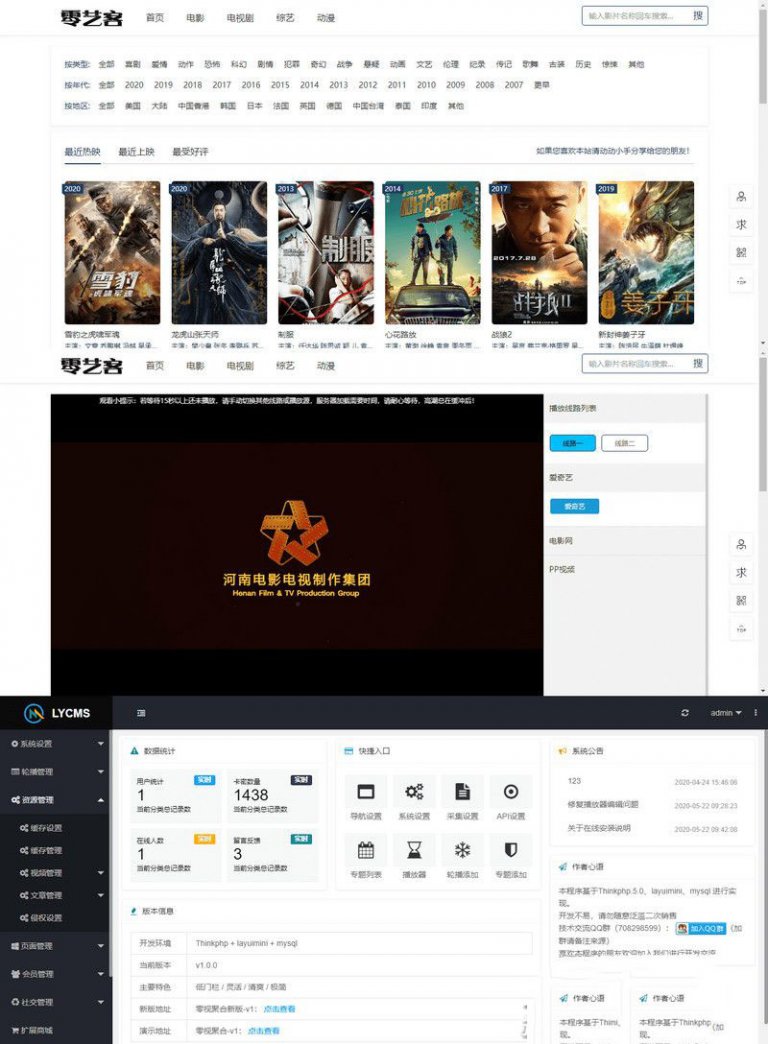 零艺客 首页 电影 电视剧 综艺 动漫 输入影片名称回车搜索... 搜
按类型: 全部 喜剧 爱情 动作 恐怖 科幻 剧情 犯罪 奇幻 战争 悬疑 动画 文艺 伦理 纪录 传记 歌舞 古装 历史 惊悚 其他
按年代: 全部 2020 2019 2018 2017 2016 2015 2014 2013 2012 2011 2010 2009 2008 2007 更早
按地区: 全部 美国 大陆 中国香港 韩国 日本 法国 英国 德国 中国台湾 泰国 印度 其他
最近热映 最近上映 最受好评 如果您喜欢本站请动动小手分享给您的朋友!
2020 2020 2013 2014 2017 2019
求
2017.7.28
雪豹 制服 战狼II 姜子牙
TOP
雪豹之虎啸军魂 龙虎山张天师 制服 心花路放 战狼2 新封神姜子牙
零艺客 首页 电影 电视剧 综艺 动漫 输入影片名称回车搜索... 搜
观看小提示: 若等待15秒以上还未播放, 请手动切换其他线路或播放源, 服务器加载需要时间, 请耐心等待, 高潮总在缓冲后!
播放线路列表
线路一 线路二
爱奇艺
爱奇艺
电影网
PP视频
求
TOP
河南电影电视制作集团
Henan Film & TV Production Group
LYCMS admin
系统设置
轮播管理
资源管理
缓存设置
缓存管理
视频管理
文章管理
侵权设置
页面管理
会员管理
社交管理
扩展商城
数据统计
用户统计 实时
1
当前分类总记录数
卡密数量 实时
1438
当前分类总记录数
在线人数 实时
1
当前分类总记录数
留言反馈 实时
3
当前分类总记录数
快捷入口
导航设置 系统设置 采集设置 API设置
专题列表 播放器 轮播添加 专题添加
系统公告
123 2020-04-24 15:46:06
修复播放器编辑问题 2020-05-22 09:28:23
关于在线安装说明 2020-05-22 09:42:08
作者心语
本程序基于Thinkphp5.0、layuimini、mysql 进行实
现。
开发不易, 请勿随意泛滥二次销售
技术交流QQ群 (708298599) : 加入QQ群 (加
群请备注来源)
喜欢本程序的朋友欢迎加入我们进行开发交流
版本信息
开发环境 Thinkphp + layuimini + mysql
当前版本 v1.0.0
主要特色 低门栏 / 灵活 / 清爽 / 极简
新版地址 零视聚合新版-v1: 点击查看
演示地址 零视聚合-v1: 点击查看
作者心语 作者心语
本程序基于Thimi、 本程序基于Thinkphp
现。 现。 (加